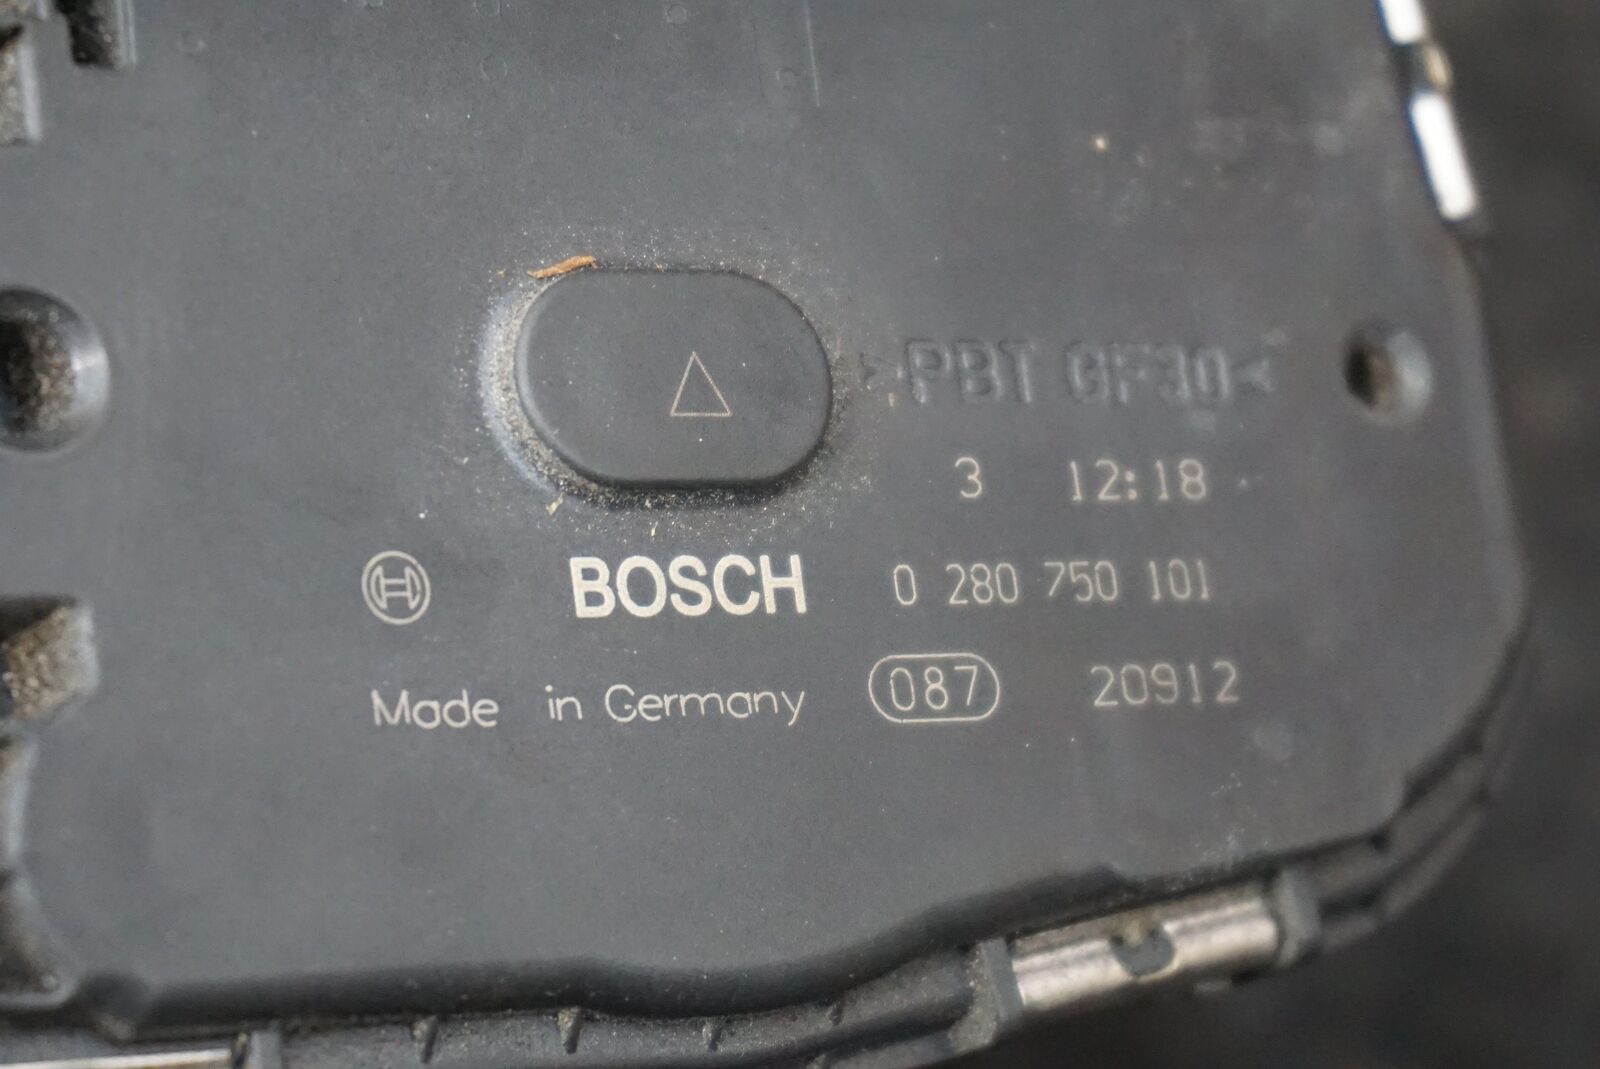 >PBT GF30<
3 12:18
BOSCH 0 280 750 101
Made in Germany 087 20912